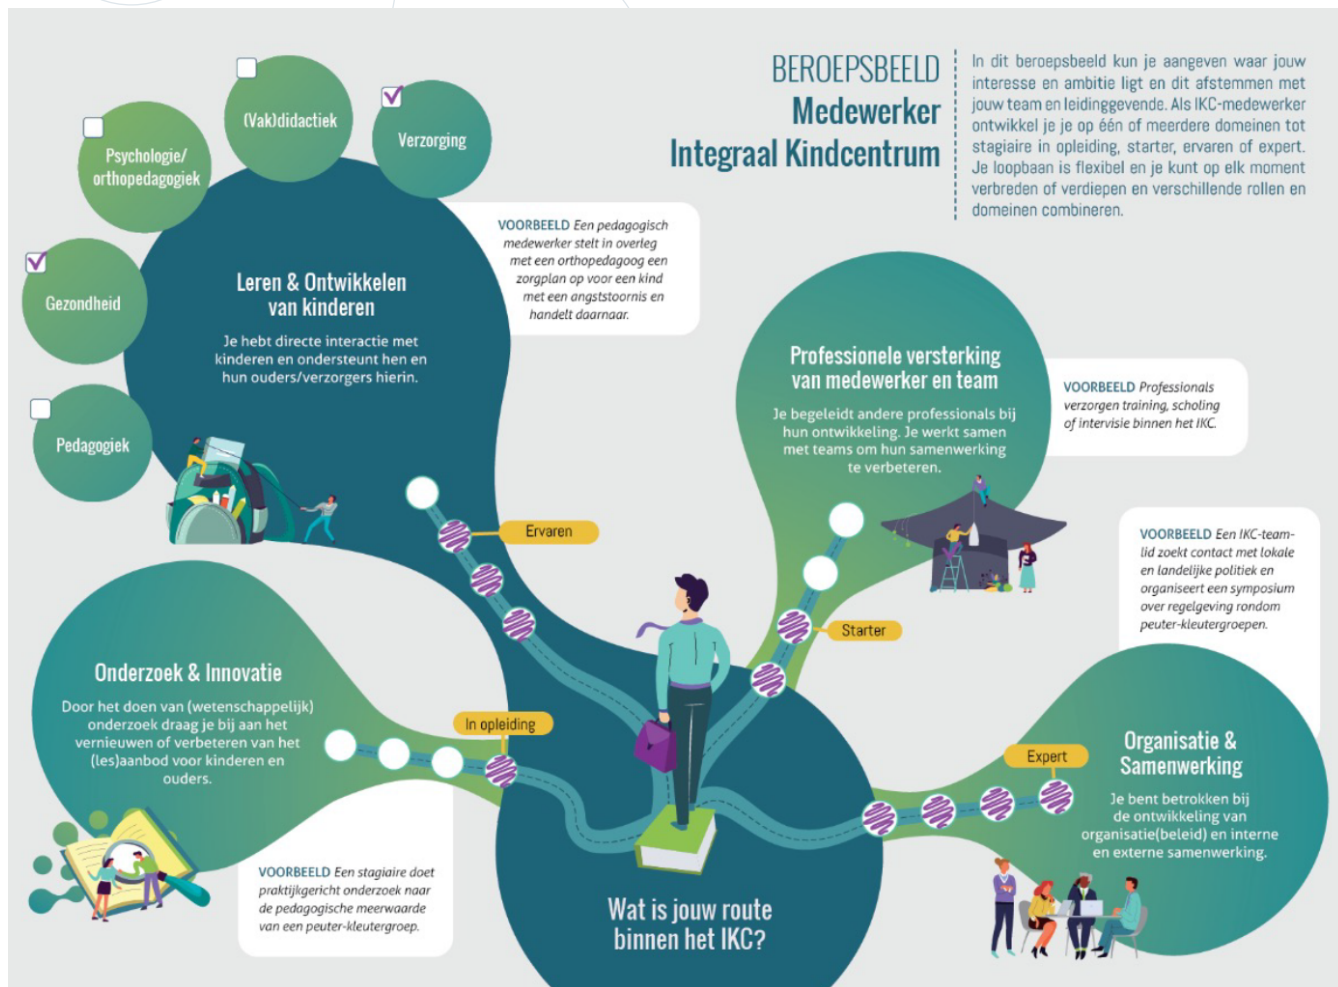 BEROEPSBEELD
Medewerker
Integraal Kindcentrum
In dit beroepsbeeld kun je aangeven waar jouw
interesse en ambitie ligt en dit afstemmen met
jouw team en leidinggevende. Als IKC-medewerker
ontwikkel je je op één of meerdere domeinen tot
stagiaire in opleiding, starter, ervaren of expert.
Je loopbaan is flexibel en je kunt op elk moment
verbreden of verdiepen en verschillende rollen en
domeinen combineren.
(Vak)didactiek
Verzorging
Psychologie/
orthopedagogiek
Gezondheid
Pedagogiek
Leren & Ontwikkelen
van kinderen
Je hebt directe interactie met
kinderen en ondersteunt hen en
hun ouders/verzorgers hierin.
VOORBEELD Een pedagogisch
medewerker stelt in overleg
met een orthopedagoog een
zorgplan op voor een kind
met een angststoornis en
handelt daarnaar.
Ervaren
Professionele versterking
van medewerker en team
Je begeleidt andere professionals bij
hun ontwikkeling. Je werkt samen
met teams om hun samenwerking
te verbeteren.
VOORBEELD Professionals
verzorgen training, scholing
of intervisie binnen het IKC.
Starter
VOORBEELD Een IKC-team-
lid zoekt contact met lokale
en landelijke politiek en
organiseert een symposium
over regelgeving rondom
peuter-kleutergroepen.
Onderzoek & Innovatie
Door het doen van (wetenschappelijk)
onderzoek draag je bij aan het
vernieuwen of verbeteren van het
(les)aanbod voor kinderen en
ouders.
In opleiding
VOORBEELD Een stagiaire doet
praktijkgericht onderzoek naar
de pedagogische meerwaarde
van een peuter-kleutergroep.
Expert
Organisatie &
Samenwerking
Je bent betrokken bij
de ontwikkeling van
organisatie(beleid) en interne
en externe samenwerking.
Wat is jouw route
binnen het IKC?